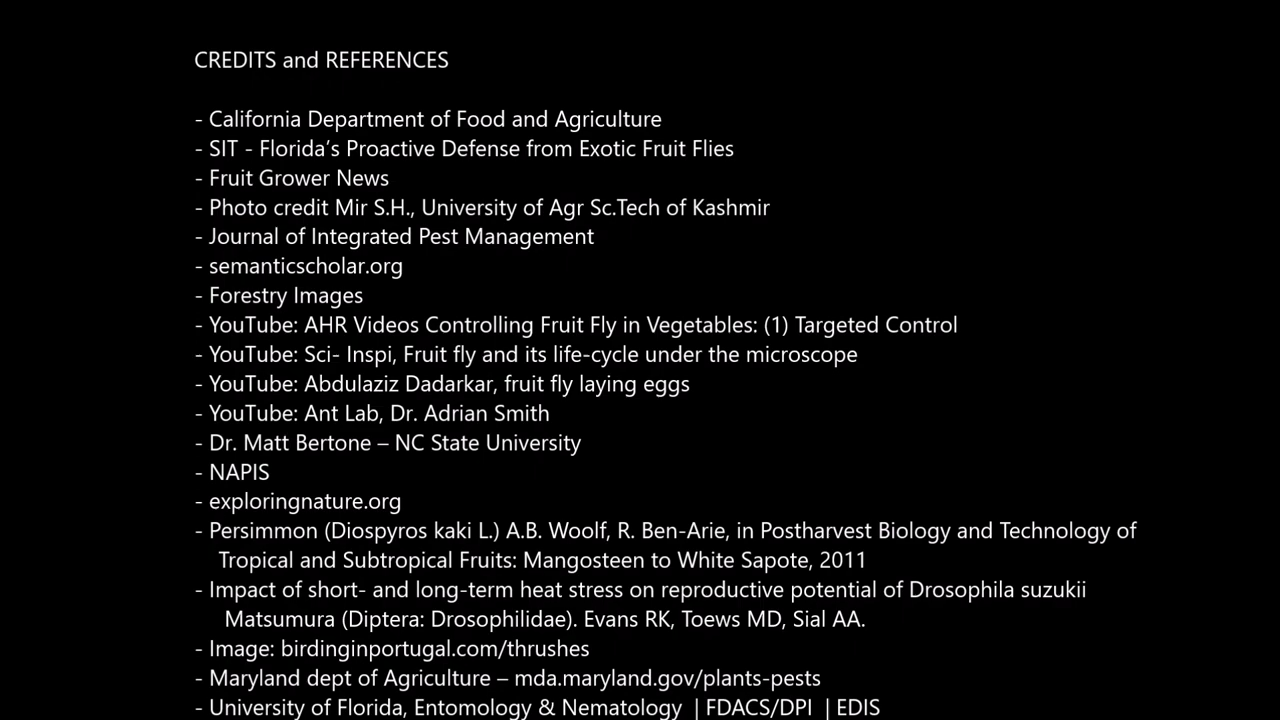 CREDITS and REFERENCES
- California Department of Food and Agriculture
- SIT - Florida’s Proactive Defense from Exotic Fruit Flies
- Fruit Grower News
- Photo credit Mir S.H., University of Agr Sc.Tech of Kashmir
- Journal of Integrated Pest Management
- semanticscholar.org
- Forestry Images
- YouTube: AHR Videos Controlling Fruit Fly in Vegetables: (1) Targeted Control
- YouTube: Sci- Inspi, Fruit fly and its life-cycle under the microscope
- YouTube: Abdulaziz Dadarkar, fruit fly laying eggs
- YouTube: Ant Lab, Dr. Adrian Smith
- Dr. Matt Bertone – NC State University
- NAPIS
- exploringnature.org
- Persimmon (Diospyros kaki L.) A.B. Woolf, R. Ben-Arie, in Postharvest Biology and Technology of
Tropical and Subtropical Fruits: Mangosteen to White Sapote, 2011
- Impact of short- and long-term heat stress on reproductive potential of Drosophila suzukii
Matsumura (Diptera: Drosophilidae). Evans RK, Toews MD, Sial AA.
- Image: birdinginportugal.com/thrushes
- Maryland dept of Agriculture – mda.maryland.gov/plants-pests
- University of Florida, Entomology & Nematology | FDACS/DPI | EDIS